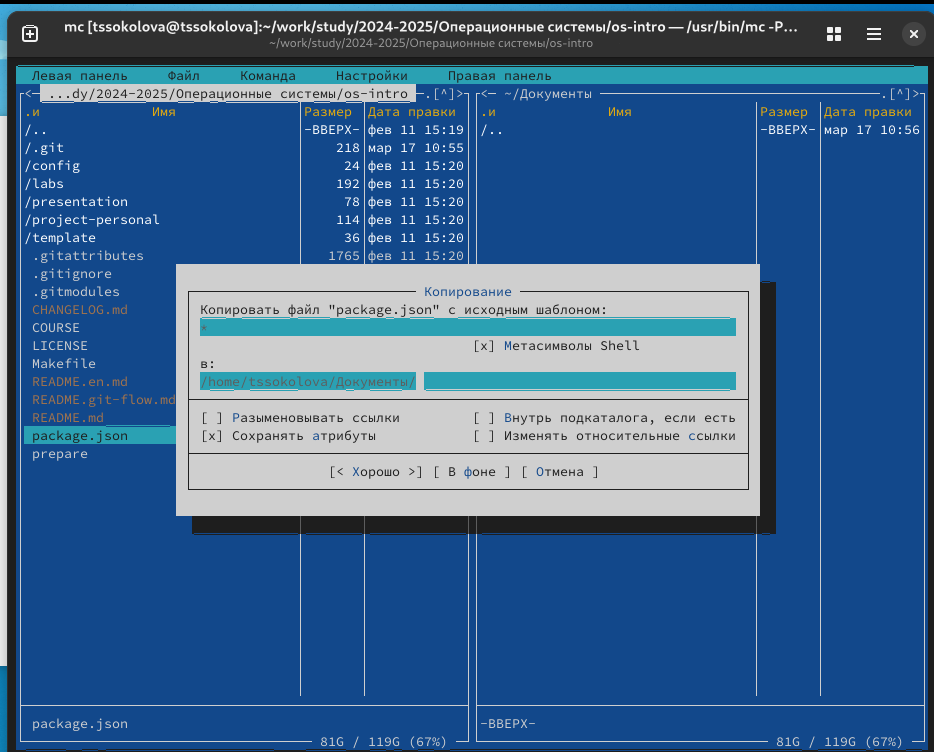 mc [tssokolova@tssokolova]:~/work/study/2024-2025/Операционные системы/os-intro — /usr/bin/mc -P...
~/work/study/2024-2025/Операционные системы/os-intro
Левая панель Файл Команда Настройки Правая панель
<— ...dy/2024-2025/Операционные системы/os-intro —.[^]>
.и Имя Размер Дата правки
/.. -ВВЕРХ- фев 11 15:19
/.git 218 мар 17 10:55
/config 24 фев 11 15:20
/labs 192 фев 11 15:20
/presentation 78 фев 11 15:20
/project-personal 114 фев 11 15:20
/template 36 фев 11 15:20
.gitattributes 1765 фев 11 15:20
.gitignore
.gitmodules
CHANGELOG.md
COURSE
LICENSE
Makefile
README.en.md
README.git-flow.md
README.md
package.json
prepare
package.json
81G / 119G (67%)
<— ~/Документы —.[^]>
.и Имя Размер Дата правки
/.. -ВВЕРХ- мар 17 10:56
-ВВЕРХ-
81G / 119G (67%)
Копирование
Копировать файл "package.json" с исходным шаблоном:
*
[x] Метасимволы Shell
в:
/home/tssokolova/Документы/
[ ] Разыменовывать ссылки [ ] Внутрь подкаталога, если есть
[x] Сохранять атрибуты [ ] Изменять относительные ссылки
[< Хорошо >] [ В фоне ] [ Отмена ]